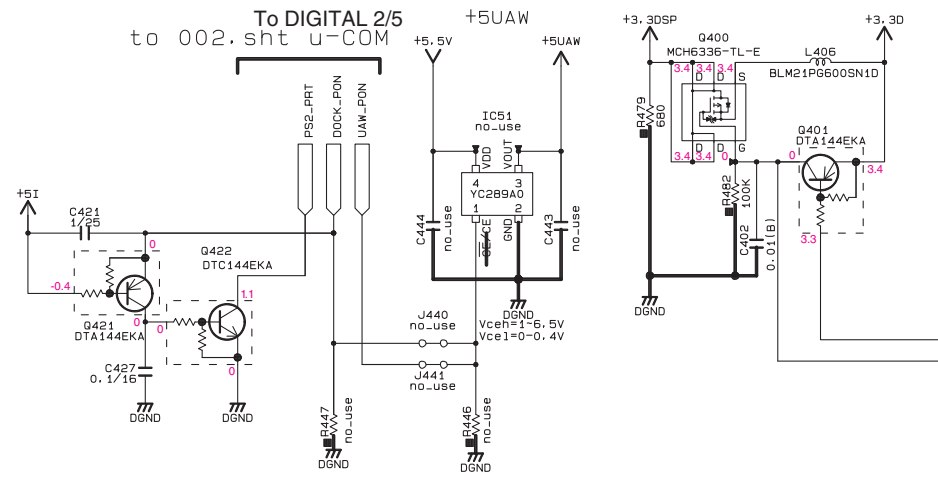 To DIGITAL 2/5
to 002.sht u-COM
+5UAW
+5.5V
+5UAW
PS2_PRT
DOCK_PON
UAW_PON
IC51
no_use
VDD
VOUT
4
3
YC289A0
1
2
CE/CE
GND
C444
no_use
C443
no_use
DGND
Vceh=1~6.5V
Vcel=0~0.4V
+5I
C421
1/25
0
Q422
DTC144EKA
-0.4
1.1
Q421
DTA144EKA
0
0
0
C427
0.1/16
DGND
DGND
J440
no_use
J441
no_use
R447
no_use
DGND
R446
no_use
DGND
+3.3DSP
+3.3D
Q400
MCH6336-TL-E
L406
BLM21PG600SN1D
3.4
3.4
3.4
D
D
S
R479
680
3.4
3.4
0
D
D
G
Q401
DTA144EKA
0
3.4
R482
100K
C402
0.01(B)
3.3
DGND